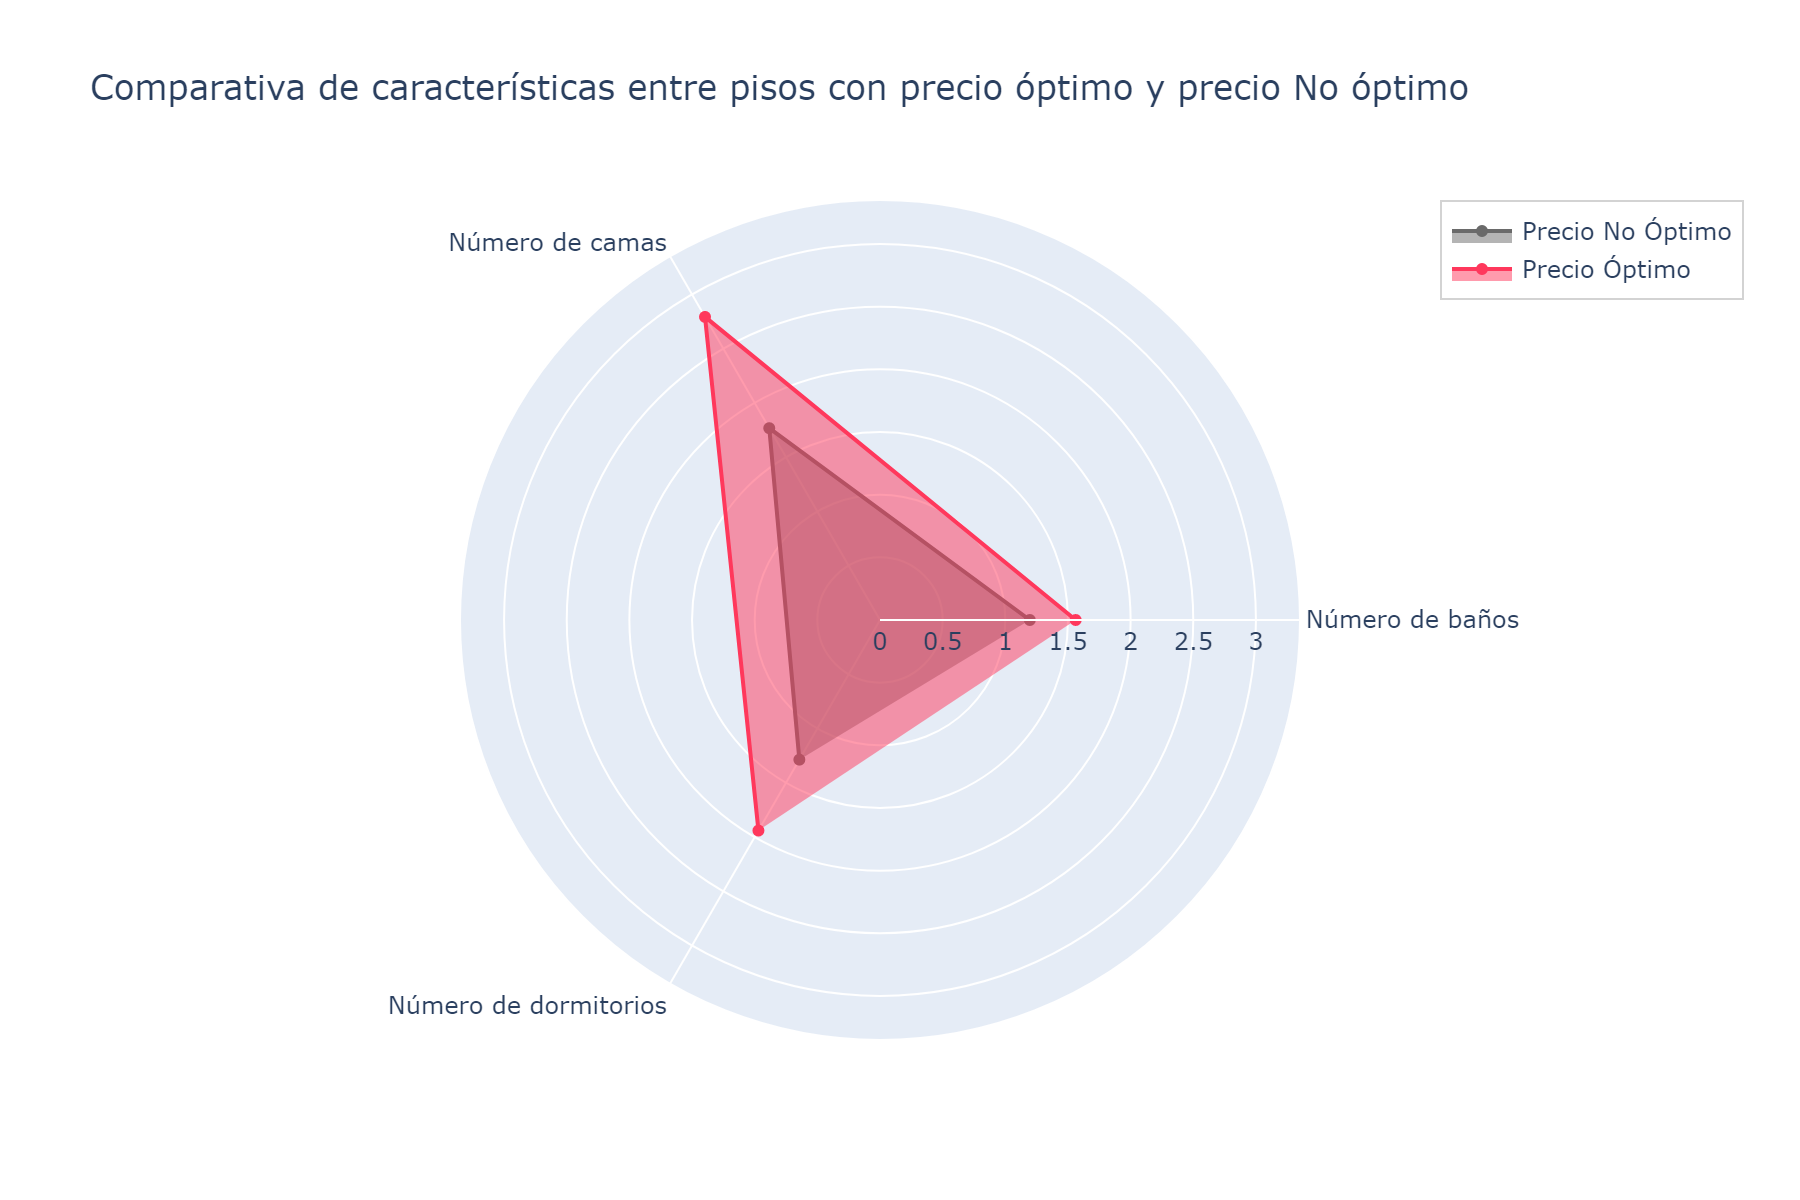 Comparativa de características entre pisos con precio óptimo y precio No óptimo
Precio No Óptimo
Precio Óptimo
Número de camas
Número de baños
0 0.5 1 1.5 2 2.5 3
Número de dormitorios